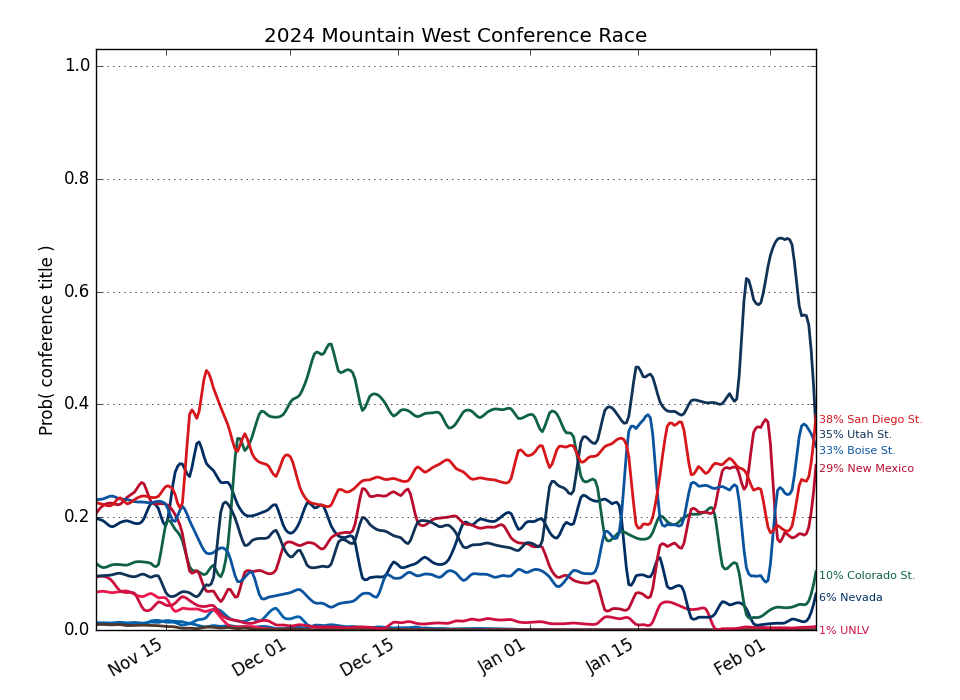 2024 Mountain West Conference Race
Prob( conference title )
1.0
0.8
0.6
0.4
0.2
0.0
38% San Diego St.
35% Utah St.
33% Boise St.
29% New Mexico
10% Colorado St.
6% Nevada
1% UNLV
Nov 15
Dec 01
Dec 15
Jan 01
Jan 15
Feb 01